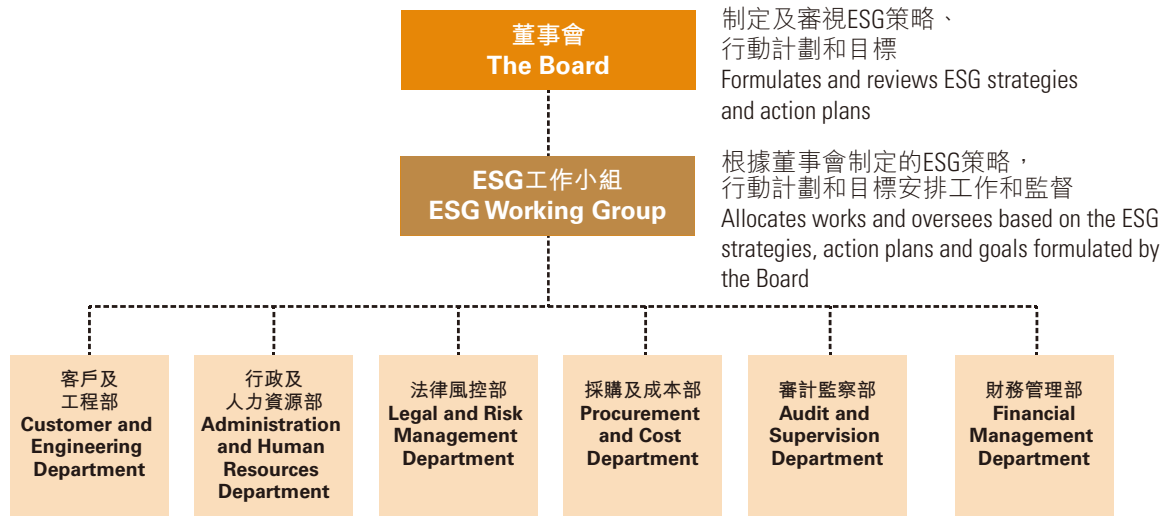 董事會
The Board
制定及審視ESG策略、
行動計劃和目標
Formulates and reviews ESG strategies
and action plans
ESG工作小組
ESG Working Group
根據董事會制定的ESG策略，
行動計劃和目標安排工作和監督
Allocates works and oversees based on the ESG
strategies, action plans and goals formulated by
the Board
客戶及
工程部
Customer and
Engineering
Department
行政及
人力資源部
Administration
and Human
Resources
Department
法律風控部
Legal and Risk
Management
Department
採購及成本部
Procurement
and Cost
Department
審計監察部
Audit and
Supervision
Department
財務管理部
Financial
Management
Department